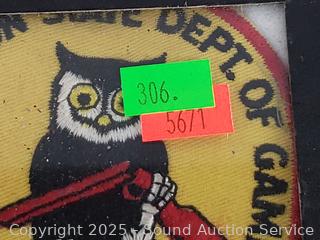 STATE DEPT. OF GAM
306.
5671
Copyright 2025 - Sound Auction Service